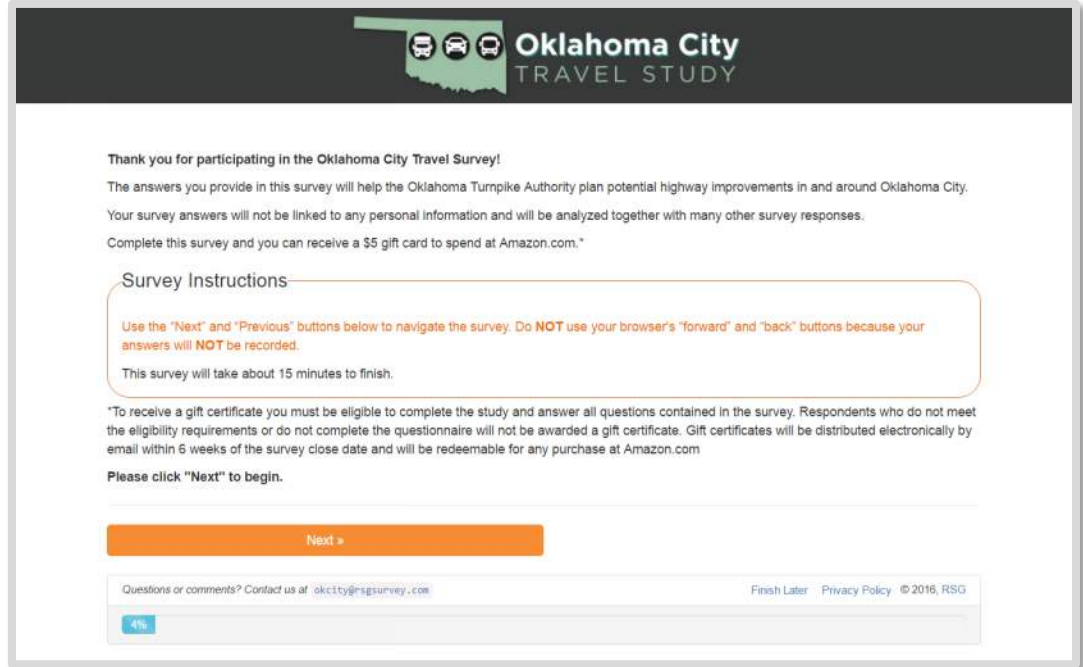 Oklahoma City
TRAVEL STUDY
Thank you for participating in the Oklahoma City Travel Survey!
The answers you provide in this survey will help the Oklahoma Turnpike Authority plan potential highway improvements in and around Oklahoma City.
Your survey answers will not be linked to any personal information and will be analyzed together with many other survey responses.
Complete this survey and you can receive a $5 gift card to spend at Amazon.com.*
Survey Instructions
Use the "Next" and "Previous" buttons below to navigate the survey. Do NOT use your browser's "forward" and "back" buttons because your
answers will NOT be recorded.
This survey will take about 15 minutes to finish.
*To receive a gift certificate you must be eligible to complete the study and answer all questions contained in the survey. Respondents who do not meet
the eligibility requirements or do not complete the questionnaire will not be awarded a gift certificate. Gift certificates will be distributed electronically by
email within 6 weeks of the survey close date and will be redeemable for any purchase at Amazon.com
Please click "Next" to begin.
Next »
Questions or comments? Contact us at okcity@rsgsurvey.com Finish Later Privacy Policy © 2016, RSG
4%